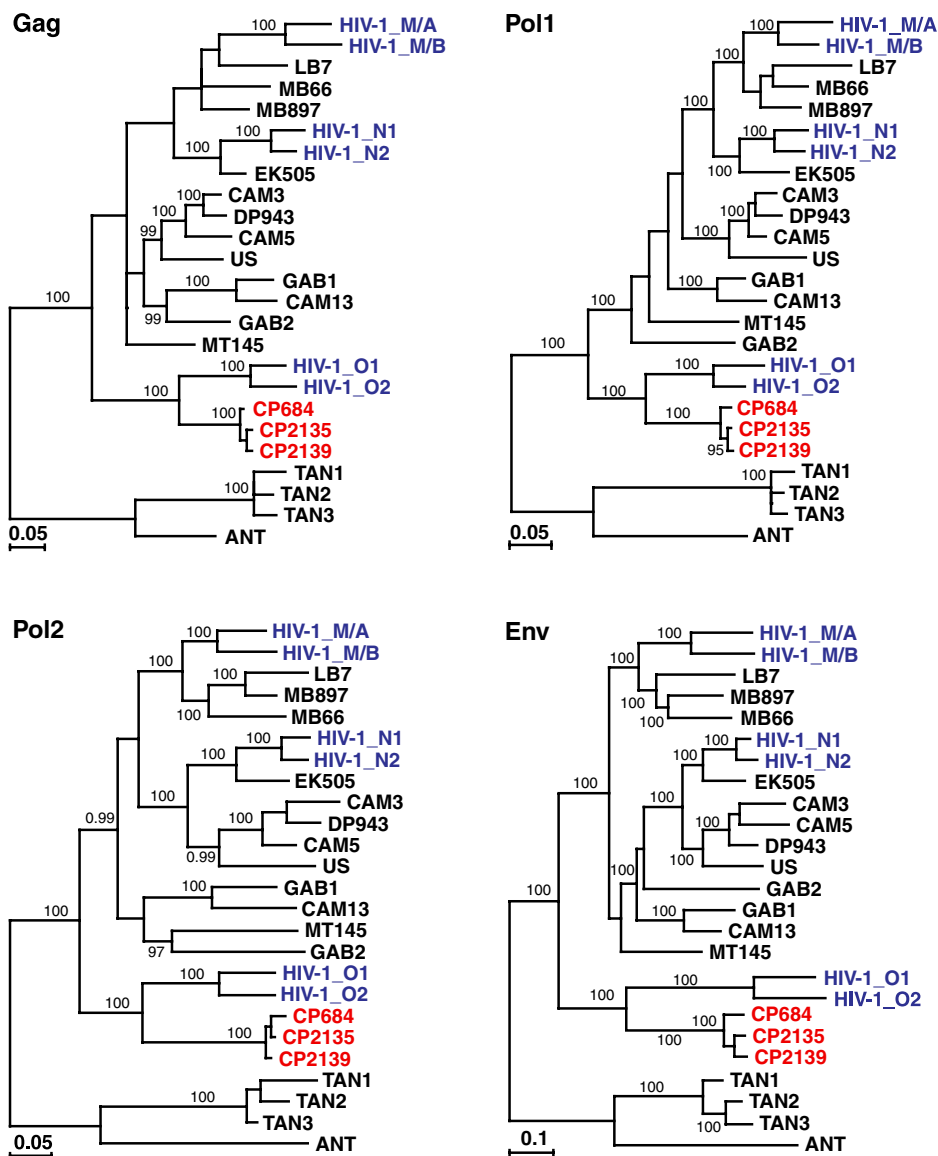 Gag
100
HIV-1_M/A
HIV-1_M/B
LB7
MB66
MB897
100
HIV-1_N1
100
HIV-1_N2
EK505
CAM3
100
DP943
100
CAM5
99
US
100
GAB1
CAM13
99
GAB2
MT145
100
100
HIV-1_O1
HIV-1_O2
100
CP684
100
CP2135
CP2139
TAN1
100
TAN2
TAN3
ANT
0.05
Pol1
100
HIV-1_M/A
HIV-1_M/B
LB7
MB66
100
MB897
100
HIV-1_N1
HIV-1_N2
100
EK505
CAM3
100
DP943
CAM5
100
US
GAB1
100
CAM13
MT145
GAB2
100
100
HIV-1_O1
HIV-1_O2
100
CP684
100
CP2135
95
CP2139
100
TAN1
TAN2
TAN3
ANT
0.05
Pol2
100
HIV-1_M/A
HIV-1_M/B
100
LB7
MB897
100
MB66
100
HIV-1_N1
100
HIV-1_N2
EK505
100
CAM3
100
DP943
0.99
CAM5
0.99
US
100
GAB1
CAM13
MT145
97
GAB2
100
100
HIV-1_O1
HIV-1_O2
100
CP684
100
CP2135
CP2139
TAN1
100
TAN2
TAN3
ANT
0.05
Env
100
HIV-1_M/A
HIV-1_M/B
100
LB7
MB897
100
100
MB66
100
HIV-1_N1
HIV-1_N2
100
EK505
100
CAM3
100
CAM5
DP943
100
US
100
GAB2
100
GAB1
CAM13
MT145
100
100
HIV-1_O1
HIV-1_O2
100
CP684
100
CP2135
100
CP2139
100
TAN1
TAN2
100
TAN3
ANT
0.1